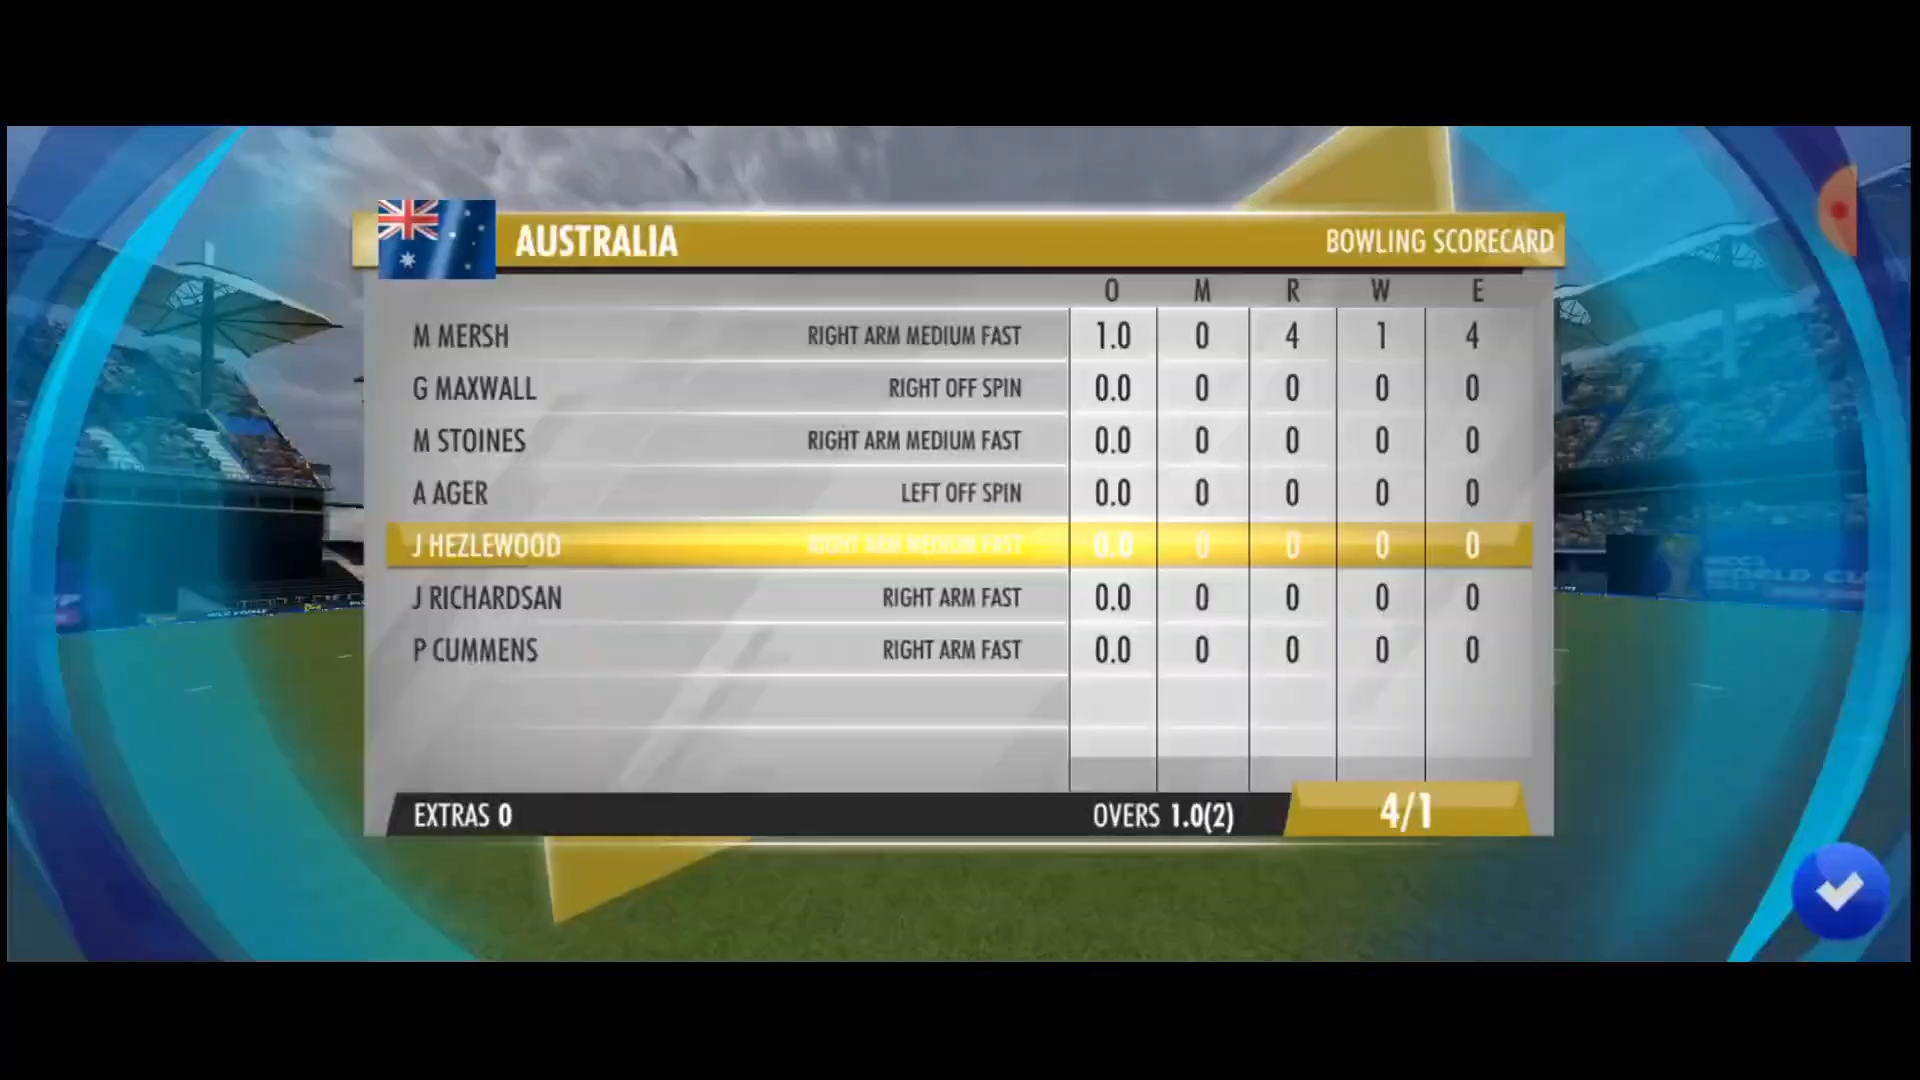 AUSTRALIA BOWLING SCORECARD
O M R W E
M MERSH RIGHT ARM MEDIUM FAST 1.0 0 4 1 4
G MAXWALL RIGHT OFF SPIN 0.0 0 0 0 0
M STOINES RIGHT ARM MEDIUM FAST 0.0 0 0 0 0
A AGER LEFT OFF SPIN 0.0 0 0 0 0
J HEZLEWOOD RIGHT ARM MEDIUM FAST 0.0 0 0 0 0
J RICHARDSAN RIGHT ARM FAST 0.0 0 0 0 0
P CUMMENS RIGHT ARM FAST 0.0 0 0 0 0
EXTRAS 0 OVERS 1.0(2) 4/1
WORLD CUP